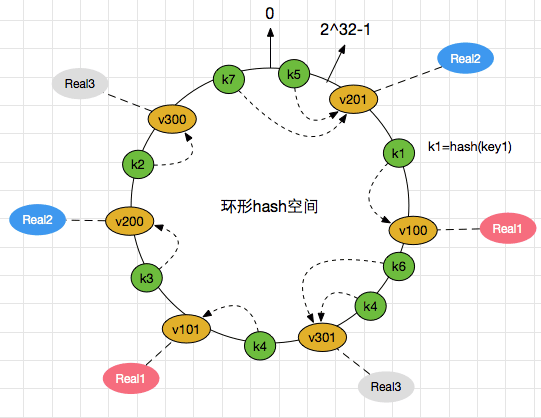 0
2^32-1
k7
k5
Real2
Real3
v201
v300
k1
k1=hash(key1)
k2
环形hash空间
Real2
v200
v100
Real1
k6
k3
k4
v101
k4
v301
Real1
Real3